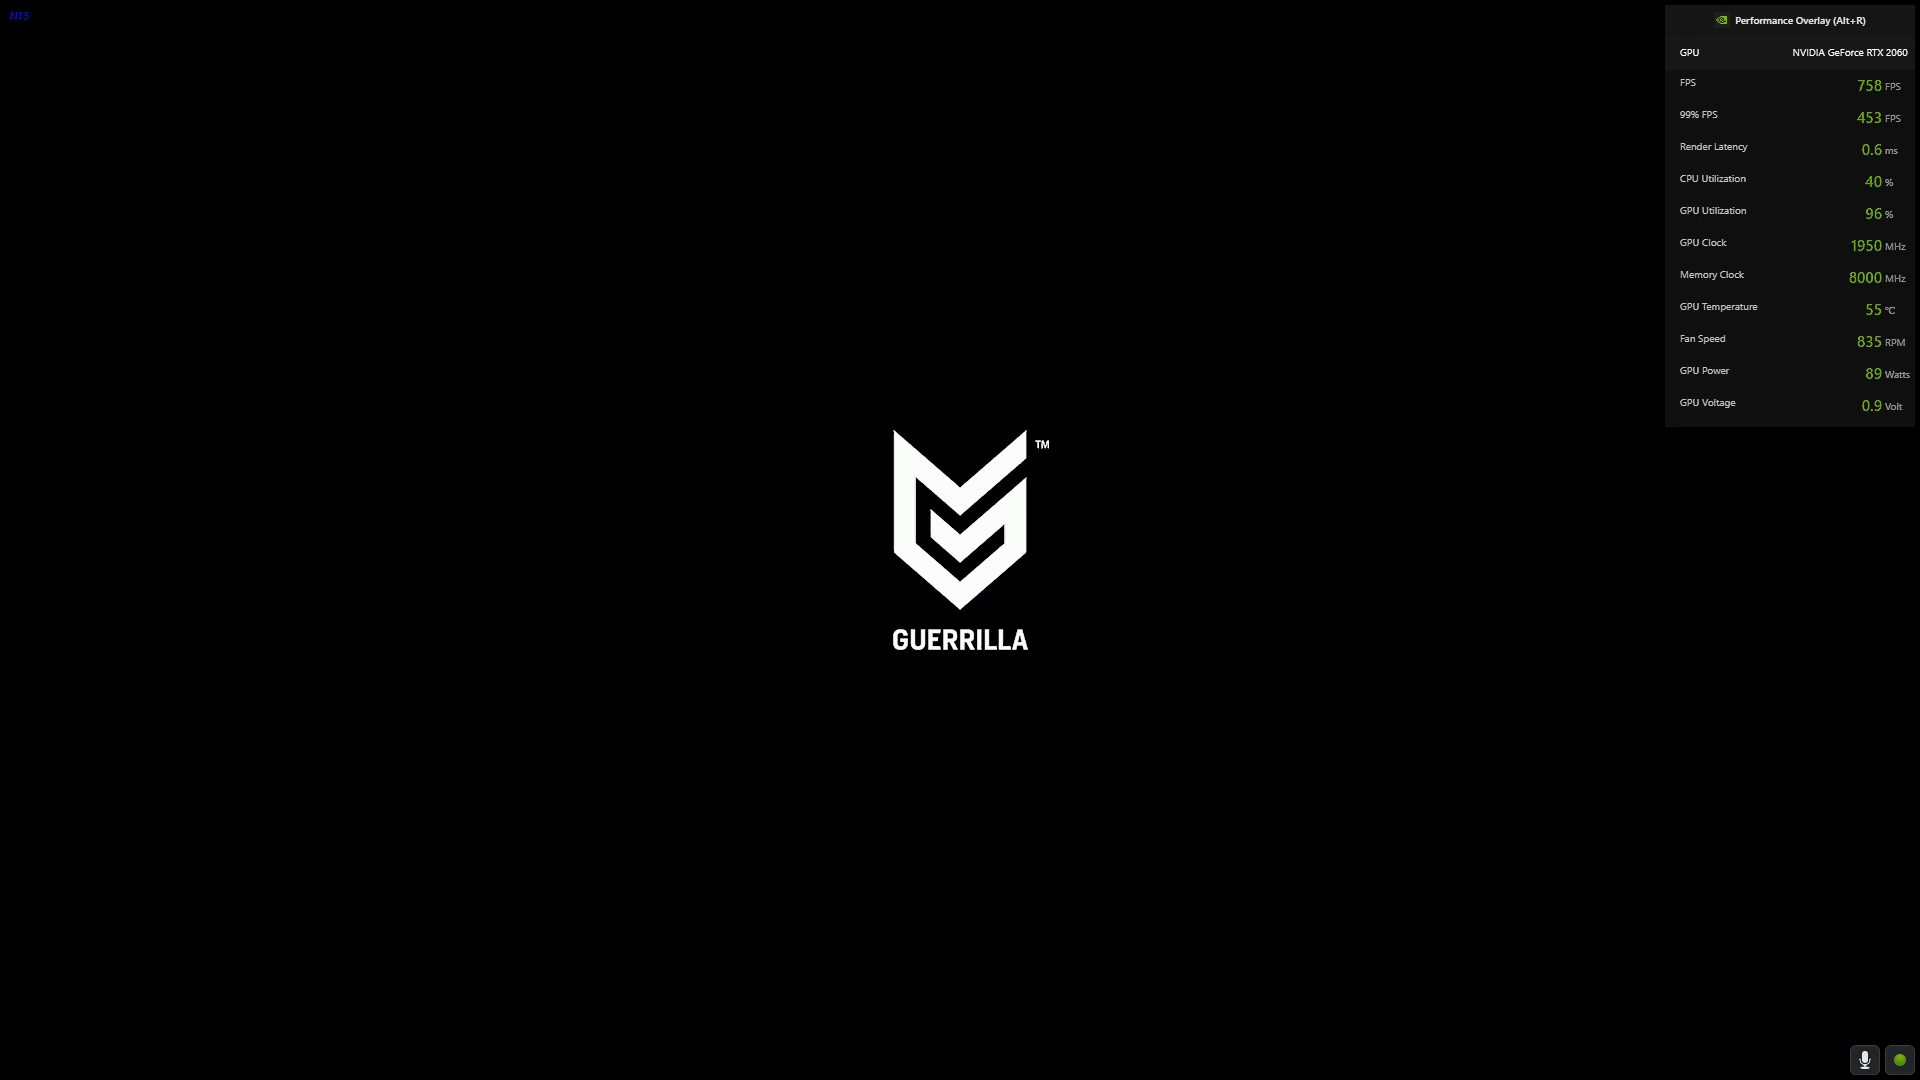 NIS
Performance Overlay (Alt+R)
GPU NVIDIA GeForce RTX 2060
FPS 758 FPS
99% FPS 453 FPS
Render Latency 0.6 ms
CPU Utilization 40 %
GPU Utilization 96 %
GPU Clock 1950 MHz
Memory Clock 8000 MHz
GPU Temperature 55 °C
Fan Speed 835 RPM
GPU Power 89 Watts
GPU Voltage 0.9 Volt
TM
GUERRILLA